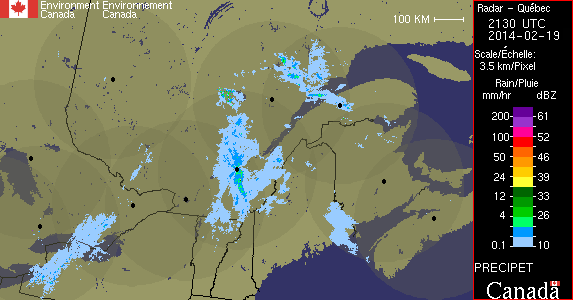 Environment Environnement
Canada Canada
100 KM
Radar - Québec
2130 UTC
2014-02-19
Scale/Échelle:
3.5 km/Pixel
Rain/Pluie
mm/hr dBZ
200 61
100 52
50 46
24 39
12 33
4 26
0.1 10
PRECIPET
Canada